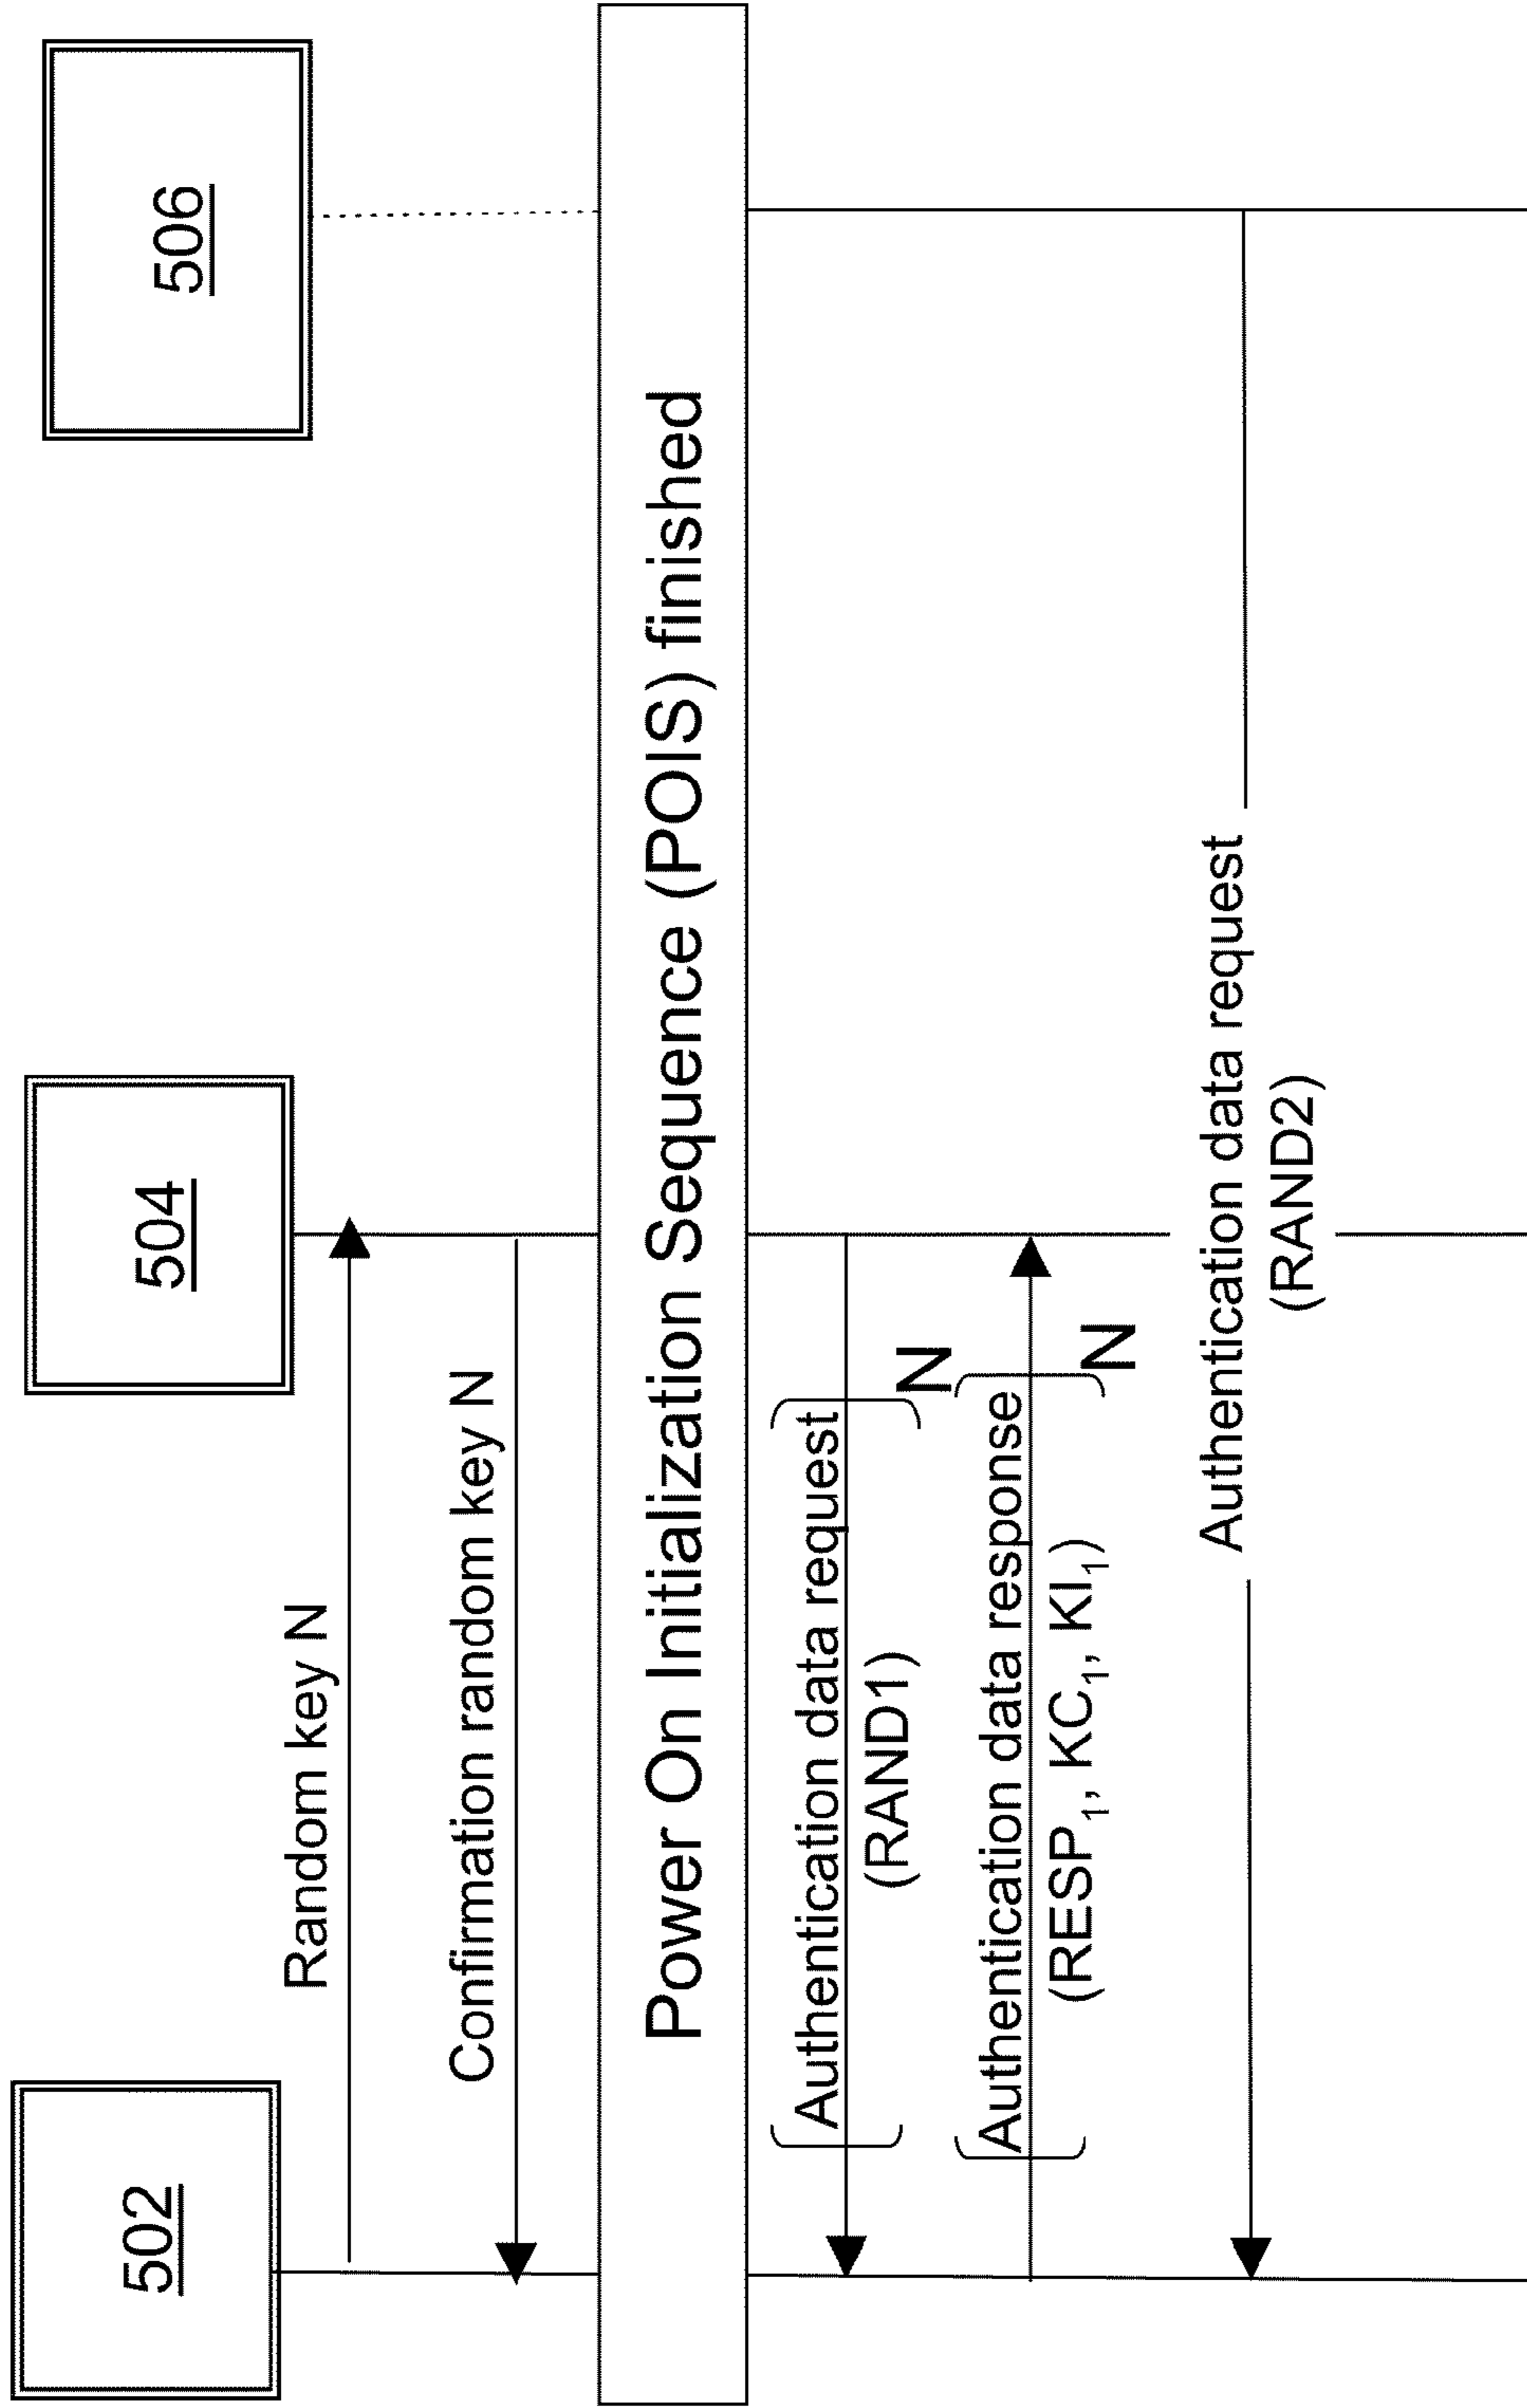 502
504
506
Random key N
Confirmation random key N
Power On Initialization Sequence (POIS) finished
Authentication data request
(RAND1)
N
Authentication data response
(RESP₁, KC₁, KI₁)
N
Authentication data request
(RAND2)